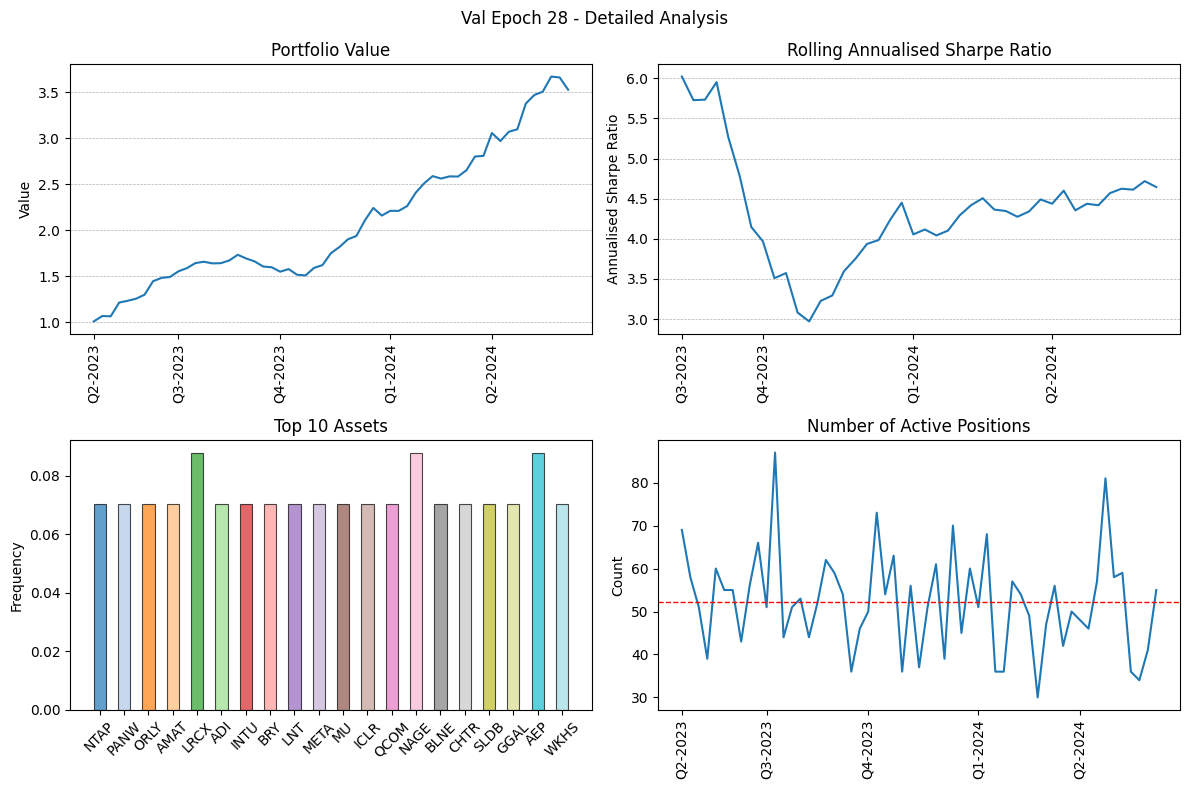 Val Epoch 28 - Detailed Analysis
Portfolio Value
Value
3.5
3.0
2.5
2.0
1.5
1.0
Q2-2023
Q3-2023
Q4-2023
Q1-2024
Q2-2024
Rolling Annualised Sharpe Ratio
Annualised Sharpe Ratio
6.0
5.5
5.0
4.5
4.0
3.5
3.0
Q3-2023
Q4-2023
Q1-2024
Q2-2024
Top 10 Assets
Frequency
0.08
0.06
0.04
0.02
0.00
NTAP
PANW
ORLY
AMAT
LRCX
ADI
INTU
BRY
LNT
META
MU
ICLR
QCOM
NAGE
BLNE
CHTR
SLDB
GGAL
AEP
WKHS
Number of Active Positions
Count
80
70
60
50
40
30
Q2-2023
Q3-2023
Q4-2023
Q1-2024
Q2-2024